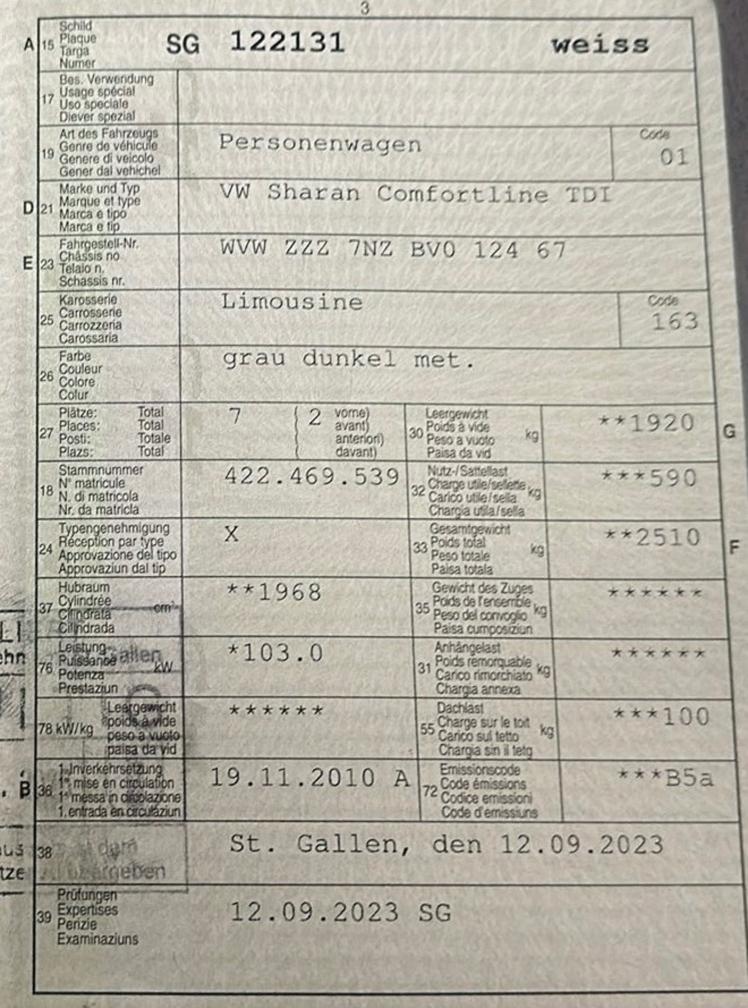 3
A 15 Schild
Plaque
Targa
Numer
SG 122131 weiss
17 Bes. Verwendung
Usage spécial
Uso speciale
Diever spezial
19 Art des Fahrzeugs
Genre de véhicule
Genere di veicolo
Gener dal vehichel
Personenwagen
Code
01
D 21 Marke und Typ
Marque et type
Marca e tipo
Marca e tip
VW Sharan Comfortline TDI
E 23 Fahrgestell-Nr.
Châssis no
Telaio n.
Schassis nr.
WVW ZZZ 7NZ BV0 124 67
25 Karosserie
Carrosserie
Carrozzeria
Carossaria
Limousine
Code
163
26 Farbe
Couleur
Colore
Colur
grau dunkel met.
27 Plätze: Total
Places: Total
Posti: Totale
Plazs: Total
7 ( 2 vorne)
avant)
anteriori)
davant)
30 Leergewicht
Poids à vide
Peso a vuoto kg
Paisa da vid
**1920
G
18 Stammnummer
N° matricule
N. di matricola
Nr. da matricla
422.469.539
32 Nutz-/Sattellast
Charge utile/sellette kg
Carico utile/sella
Chargia utila/sella
***590
24 Typengenehmigung
Réception par type
Approvazione del tipo
Approvaziun dal tip
X
33 Gesamtgewicht
Poids total kg
Peso totale
Paisa totala
**2510
F
37 Hubraum
Cylindrée cm³
Cilindrata
Cilindrada
**1968
35 Gewicht des Zuges
Poids de l'ensemble kg
Peso del convoglio
Paisa cumposiziun
******
76 Leistung
Puissance kW
Potenza
Prestaziun
*103.0
31 Anhängelast
Poids remorquable kg
Carico rimorchiato
Chargia annexa
******
78 kW/kg Leergewicht
poids à vide
peso a vuoto
paisa da vid
******
55 Dachlast
Charge sur le toit kg
Carico sul tetto
Chargia sin il tetg
***100
B 36 1. Inverkehrsetzung
1re mise en circulation
1a messa in circolazione
1. entrada en circulaziun
19.11.2010 A
72 Emissionscode
Code émissions
Codice emissioni
Code d'emissiuns
***B5a
38 St. Gallen, den 12.09.2023
39 Prüfungen
Expertises
Perizie
Examinaziuns
12.09.2023 SG